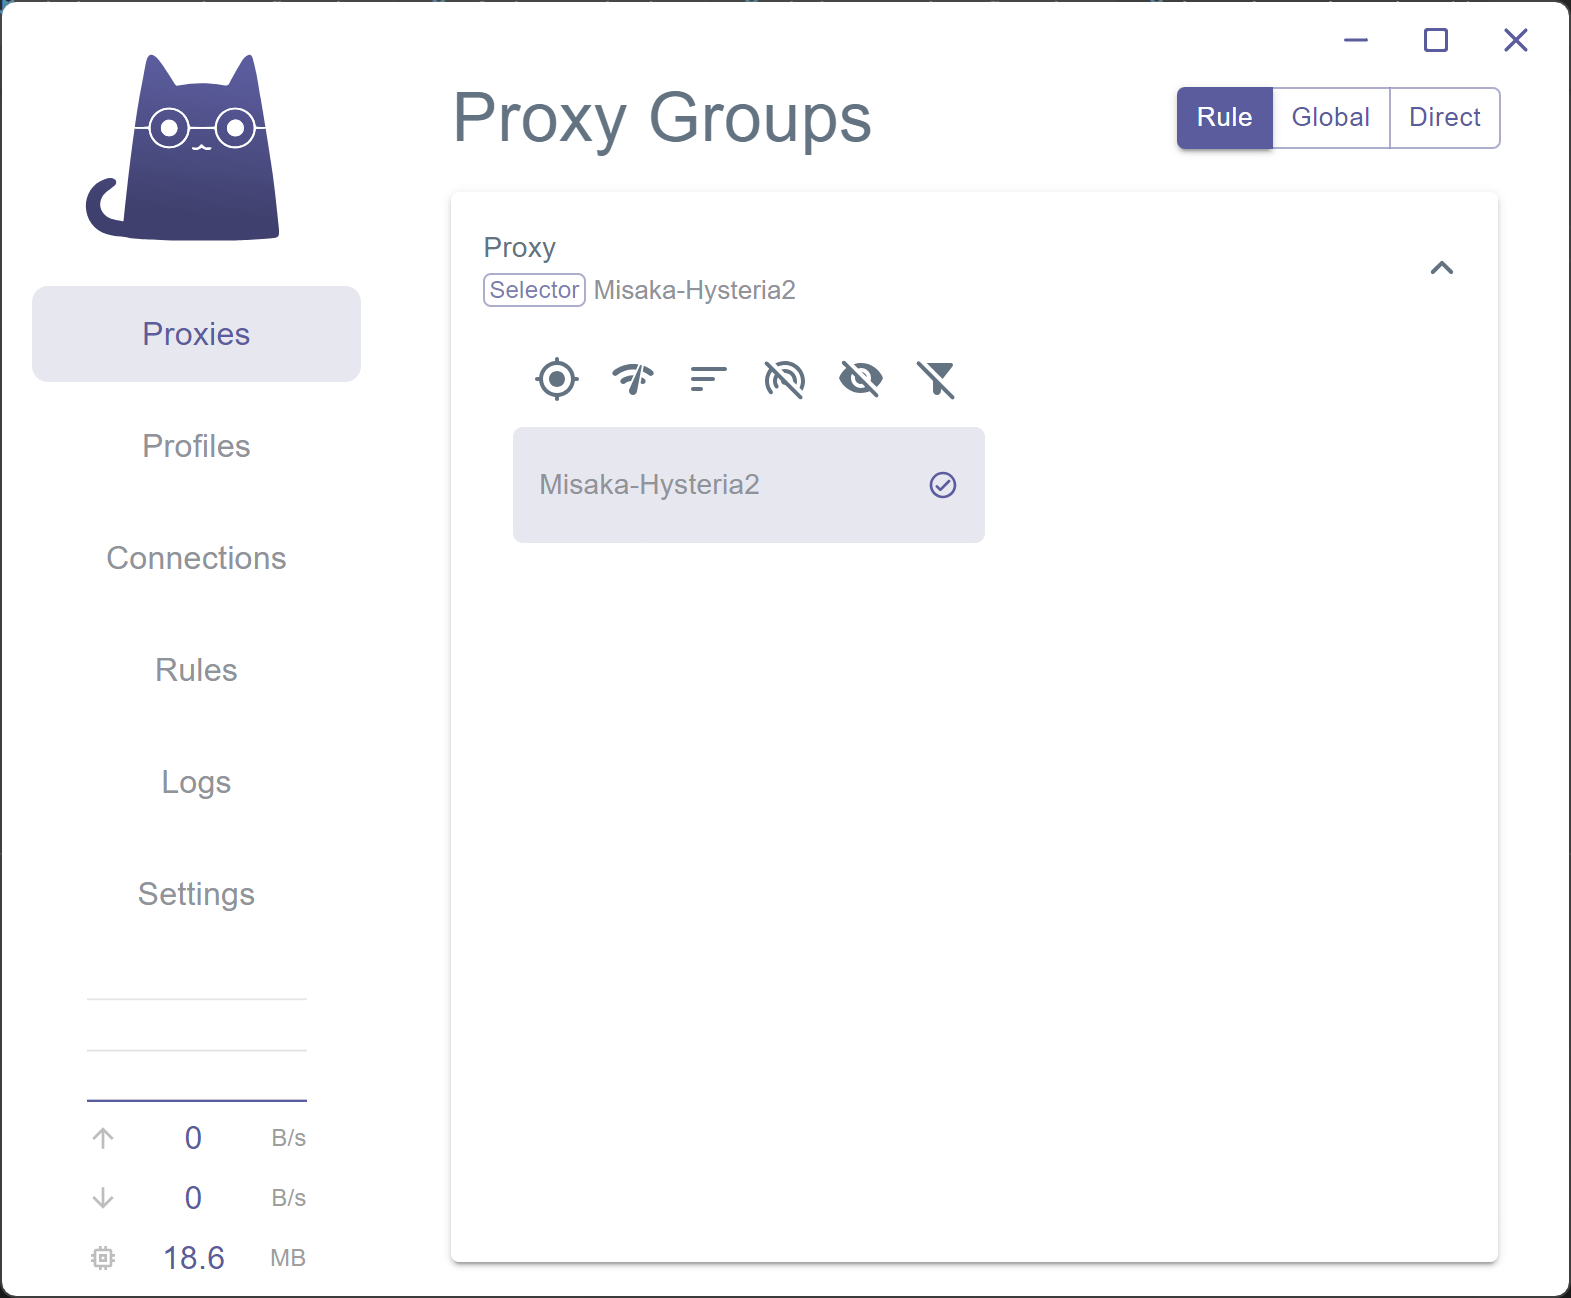 Proxy Groups
Rule
Global
Direct
Proxy
Selector Misaka-Hysteria2
Misaka-Hysteria2
Proxies
Profiles
Connections
Rules
Logs
Settings
0 B/s
0 B/s
18.6 MB